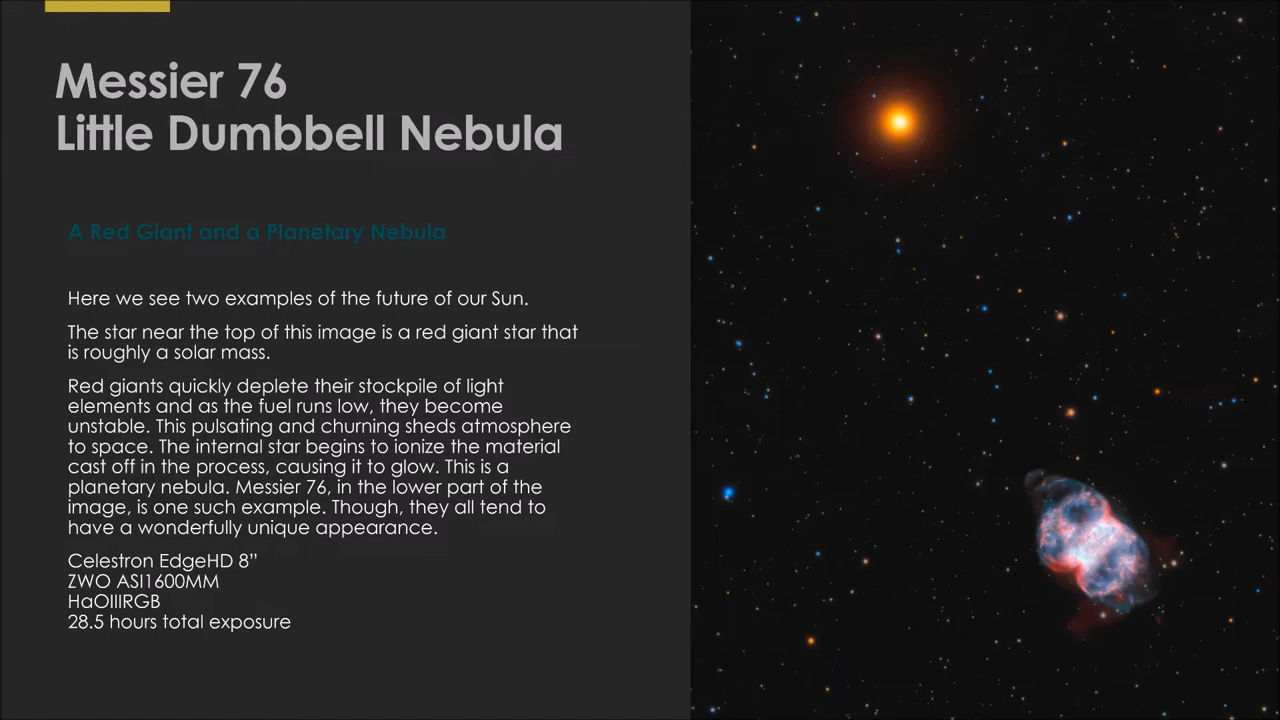 Messier 76
Little Dumbbell Nebula
A Red Giant and a Planetary Nebula
Here we see two examples of the future of our Sun.
The star near the top of this image is a red giant star that
is roughly a solar mass.
Red giants quickly deplete their stockpile of light
elements and as the fuel runs low, they become
unstable. This pulsating and churning sheds atmosphere
to space. The internal star begins to ionize the material
cast off in the process, causing it to glow. This is a
planetary nebula. Messier 76, in the lower part of the
image, is one such example. Though, they all tend to
have a wonderfully unique appearance.
Celestron EdgeHD 8”
ZWO ASI1600MM
HaOIIIRGB
28.5 hours total exposure